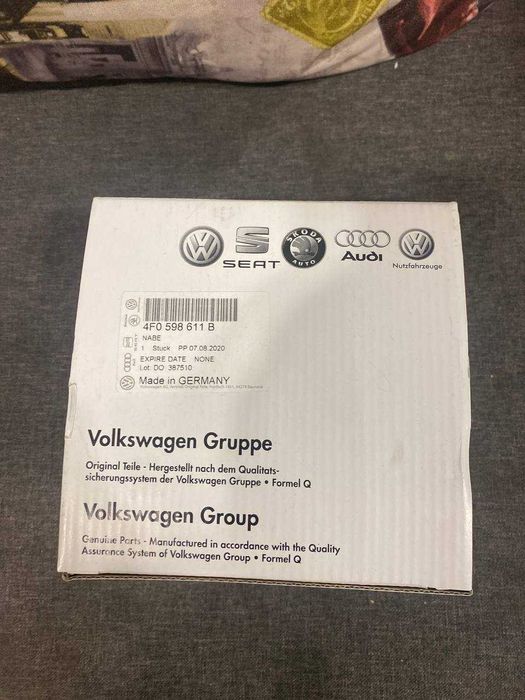 SEAT
ŠKODA
AUTO
Audi
Nutzfahrzeuge
4F0 598 611 B
NABE
1 Stuck PP 07.08.2020
EXPIRE DATE NONE
Lot: DO 387510
Made in GERMANY
Volkswagen Gruppe
Original Teile - Hergestellt nach dem Qualitats-
sicherungssystem der Volkswagen Gruppe • Formel Q
Volkswagen Group
Genuine Parts - Manufactured in accordance with the Quality
Assurance System of Volkswagen Group • Formel Q